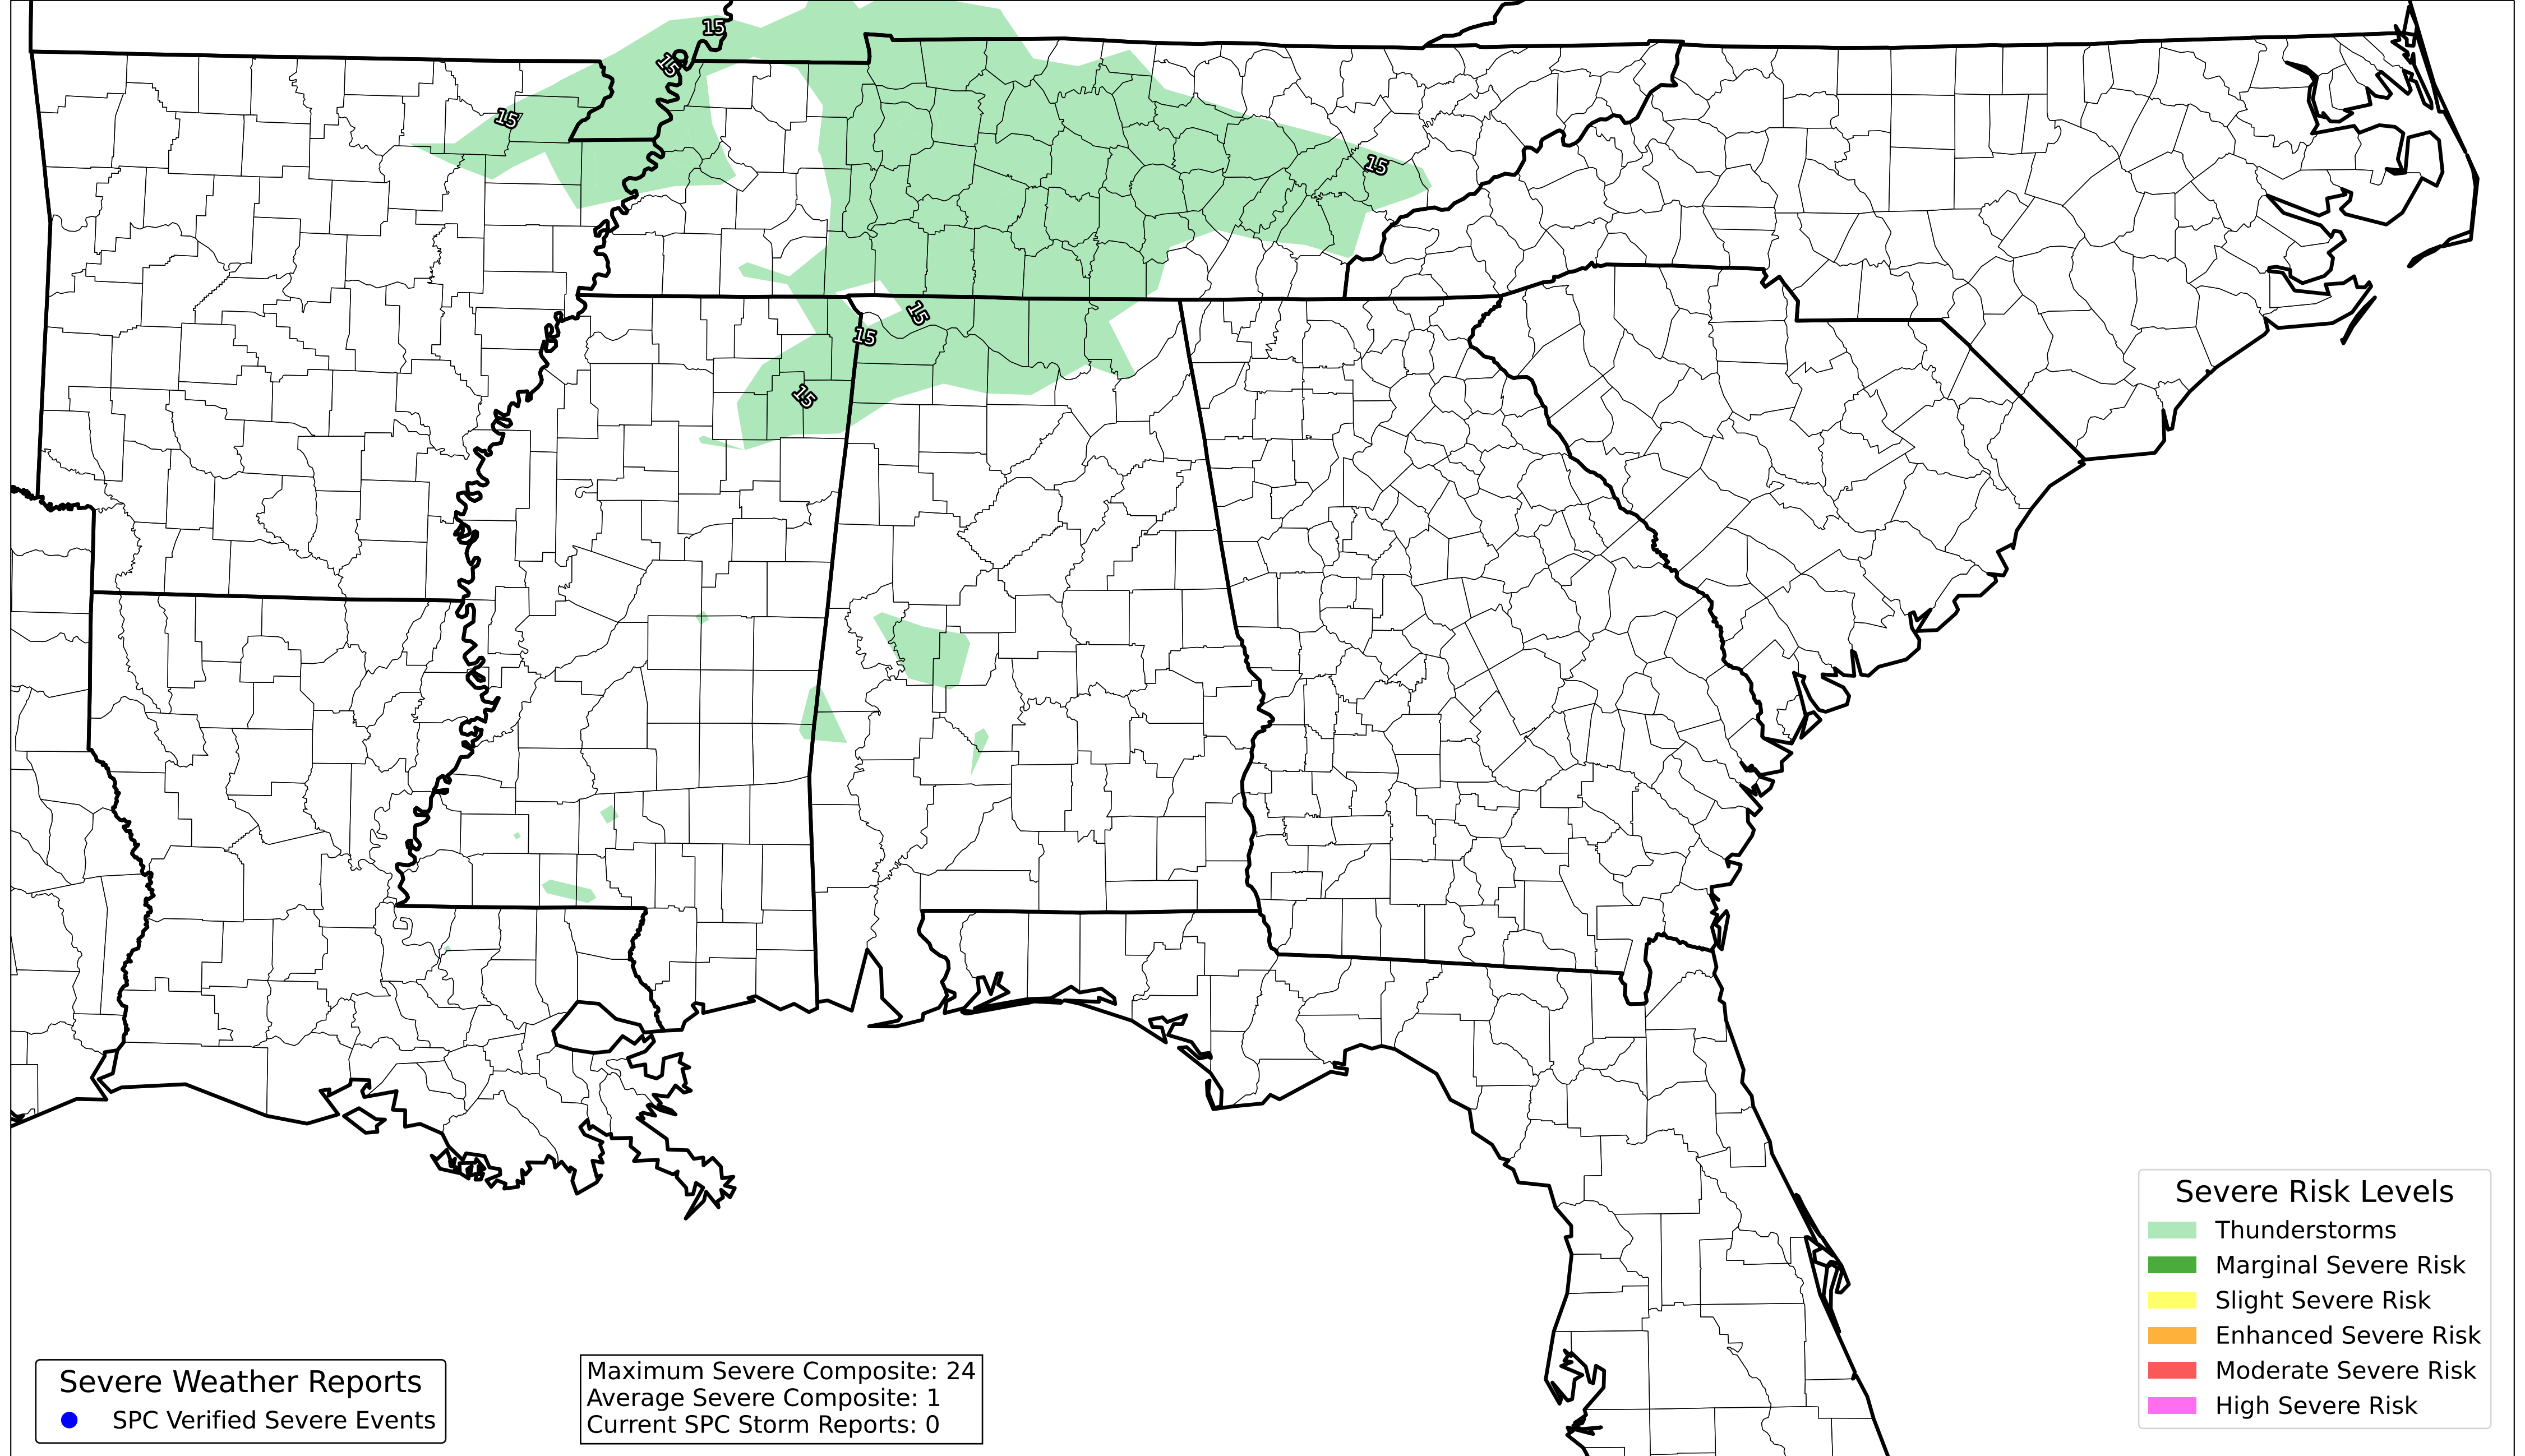 15
15
15
15
15
15
15
Severe Risk Levels
Thunderstorms
Marginal Severe Risk
Slight Severe Risk
Enhanced Severe Risk
Moderate Severe Risk
High Severe Risk
Severe Weather Reports
SPC Verified Severe Events
Maximum Severe Composite: 24
Average Severe Composite: 1
Current SPC Storm Reports: 0